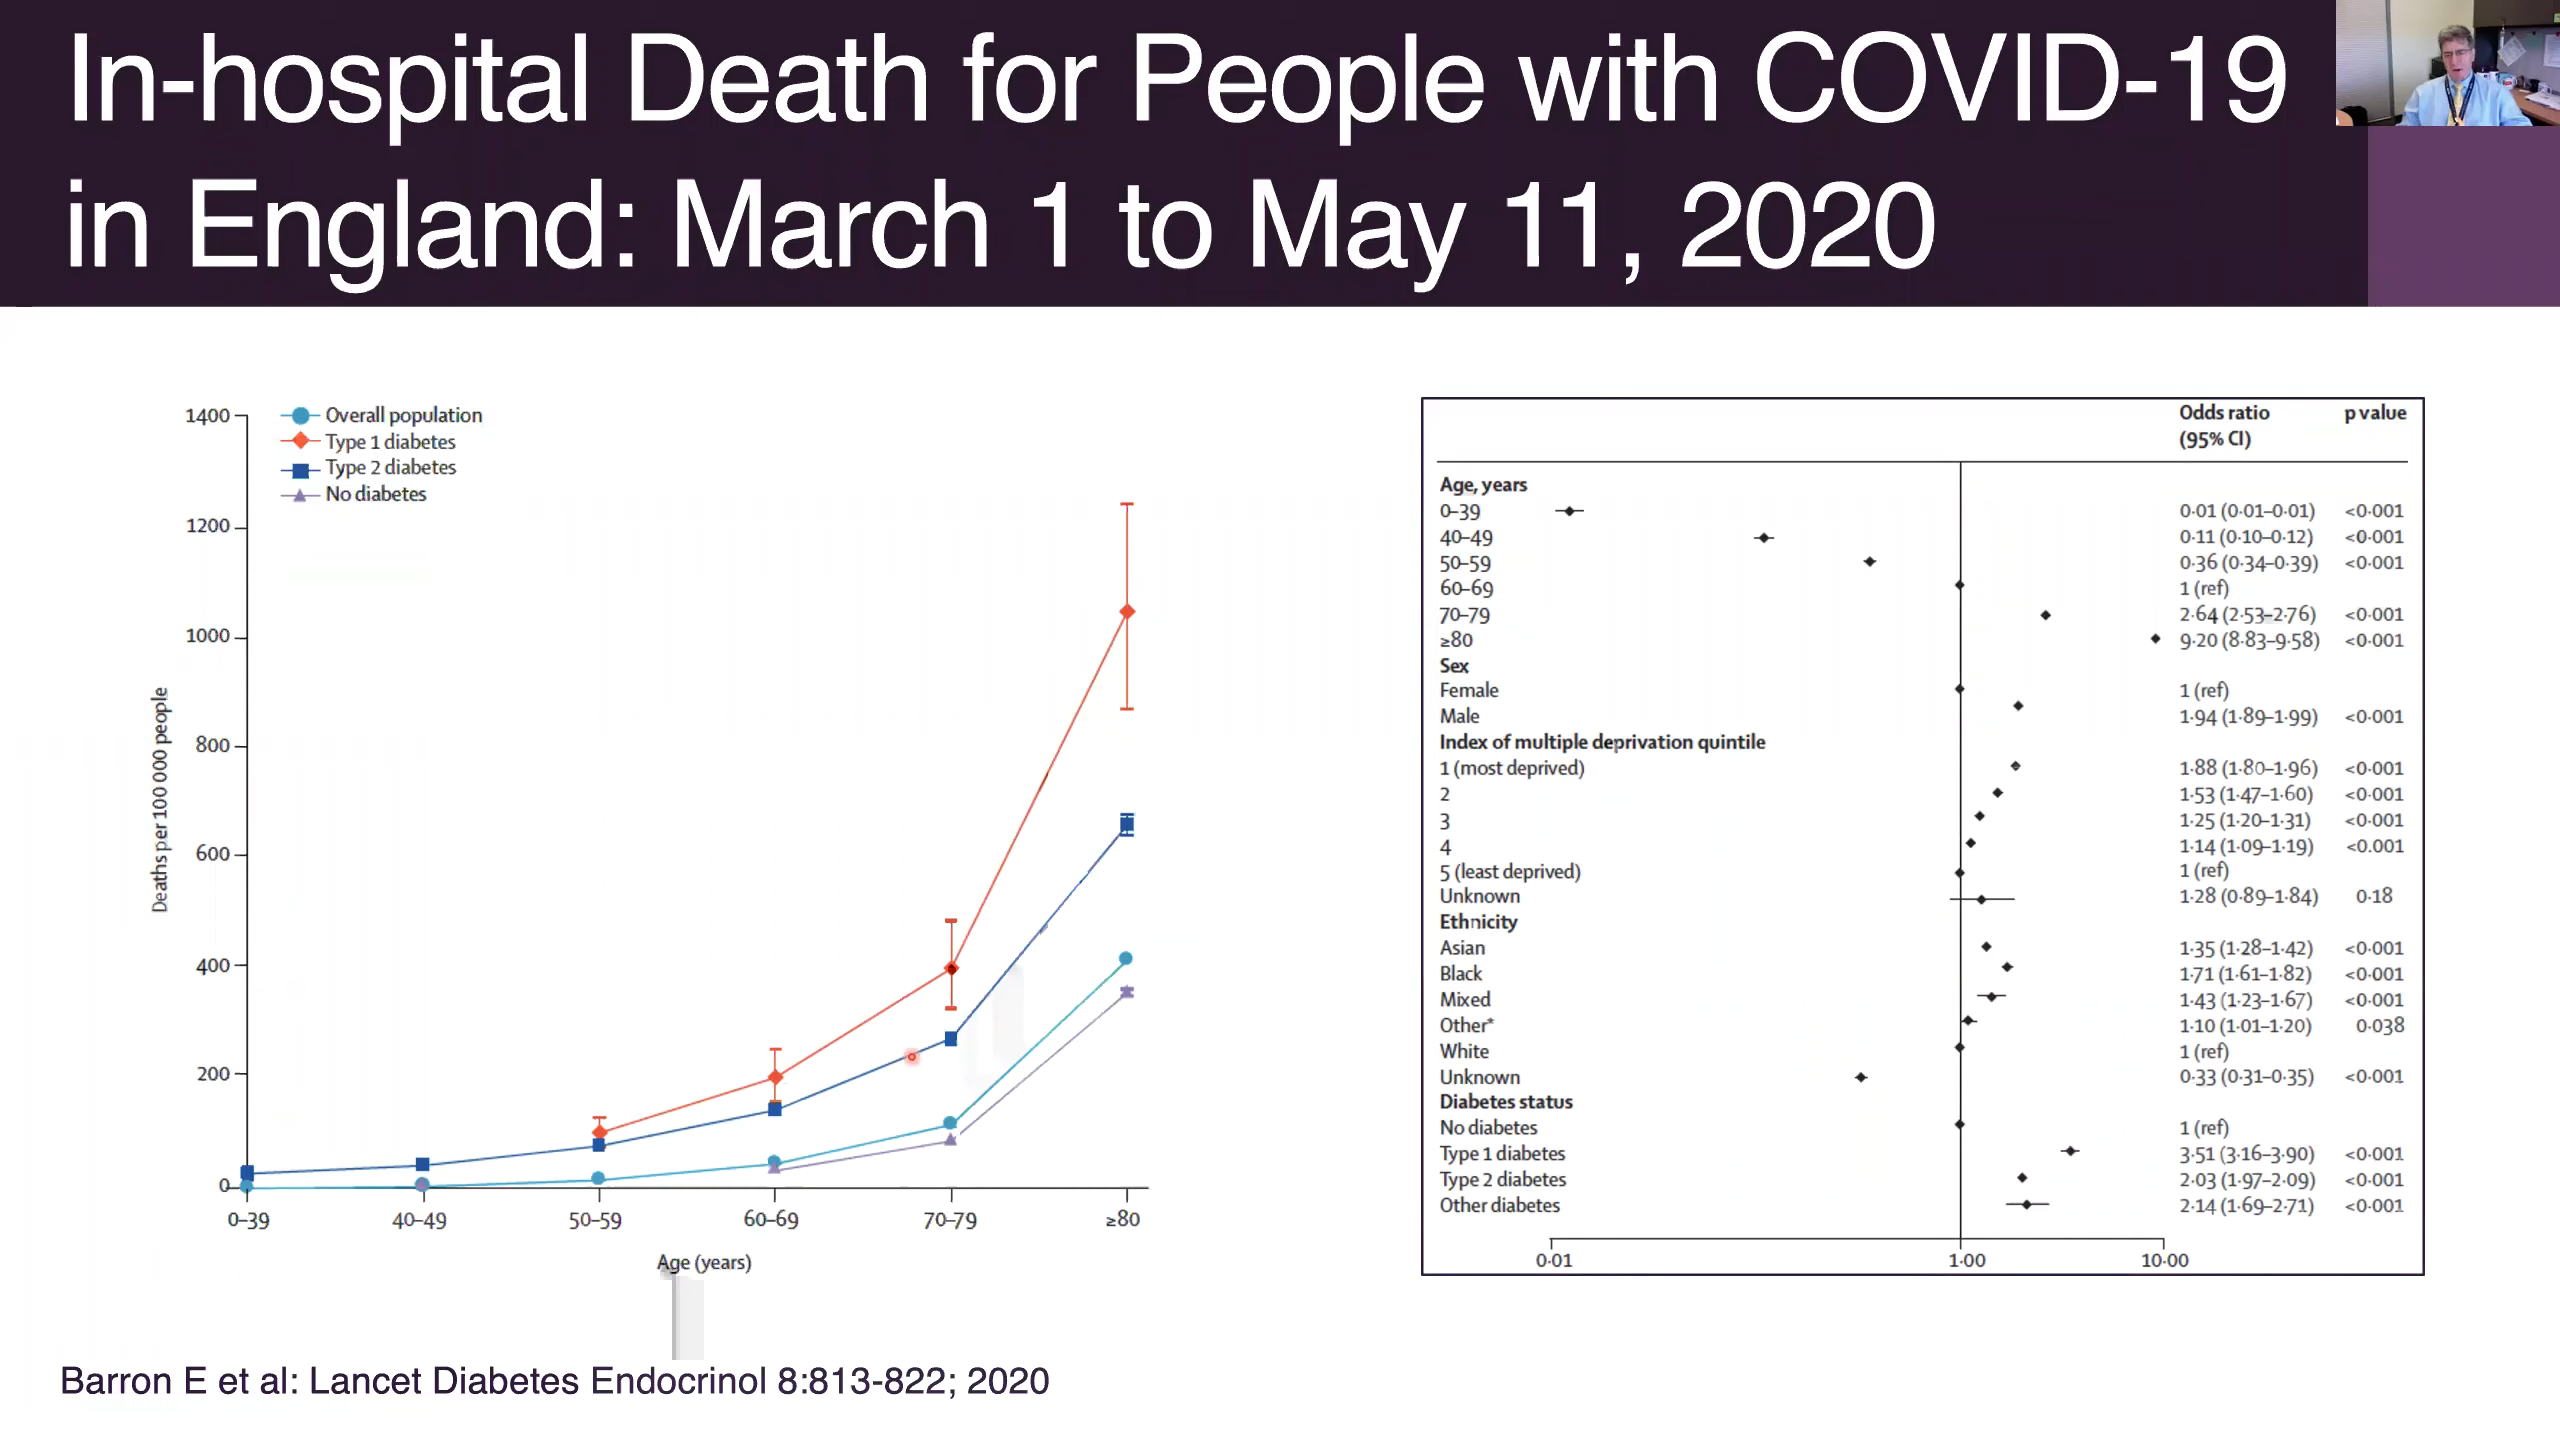 In-hospital Death for People with COVID-19
in England: March 1 to May 11, 2020
Overall population
Type 1 diabetes
Type 2 diabetes
No diabetes
1400
1200
1000
800
600
400
200
0
Deaths per 100 000 people
0–39 40–49 50–59 60–69 70–79 ≥80
Age (years)
Odds ratio p value
(95% CI)
Age, years
0–39 0·01 (0·01–0·01) <0·001
40–49 0·11 (0·10–0·12) <0·001
50–59 0·36 (0·34–0·39) <0·001
60–69 1 (ref)
70–79 2·64 (2·53–2·76) <0·001
≥80 9·20 (8·83–9·58) <0·001
Sex
Female 1 (ref)
Male 1·94 (1·89–1·99) <0·001
Index of multiple deprivation quintile
1 (most deprived) 1·88 (1·80–1·96) <0·001
2 1·53 (1·47–1·60) <0·001
3 1·25 (1·20–1·31) <0·001
4 1·14 (1·09–1·19) <0.001
5 (least deprived) 1 (ref)
Unknown 1·28 (0·89–1·84) 0·18
Ethnicity
Asian 1·35 (1·28–1·42) <0·001
Black 1·71 (1·61–1·82) <0·001
Mixed 1·43 (1·23–1·67) <0·001
Other* 1·10 (1·01–1·20) 0·038
White 1 (ref)
Unknown 0·33 (0·31–0·35) <0·001
Diabetes status
No diabetes 1 (ref)
Type 1 diabetes 3·51 (3·16–3·90) <0·001
Type 2 diabetes 2·03 (1·97–2·09) <0·001
Other diabetes 2·14 (1·69–2·71) <0·001
0·01 1·00 10·00
Barron E et al: Lancet Diabetes Endocrinol 8:813-822; 2020